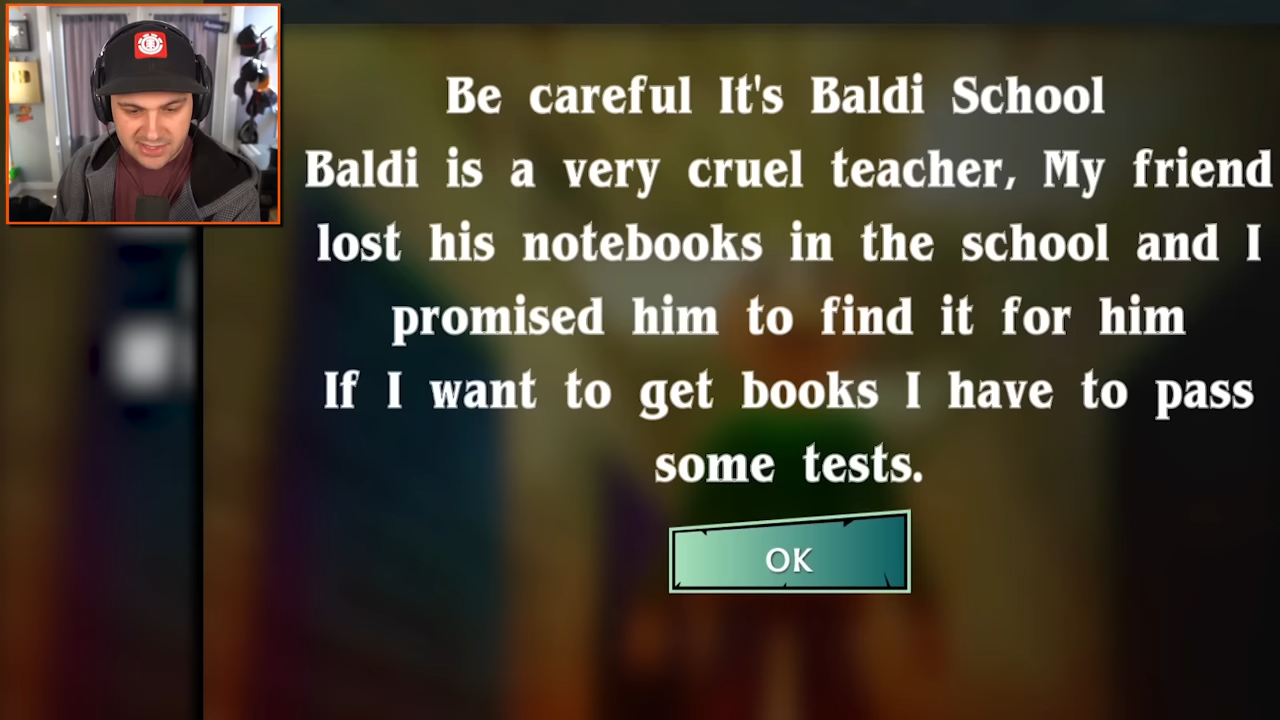 Be careful It's Baldi School
Baldi is a very cruel teacher, My friend
lost his notebooks in the school and I
promised him to find it for him
If I want to get books I have to pass
some tests.
OK